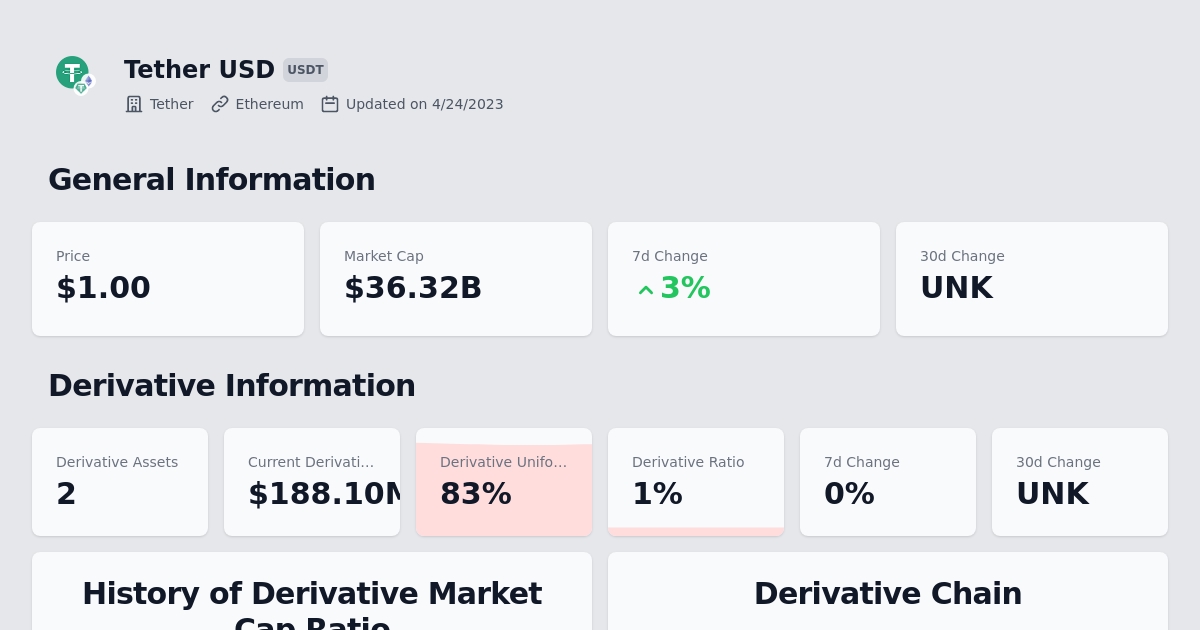 Tether USD USDT
Tether Ethereum Updated on 4/24/2023
General Information
Price
$1.00
Market Cap
$36.32B
7d Change
3%
30d Change
UNK
Derivative Information
Derivative Assets
2
Current Derivati...
$188.10M
Derivative Unifo...
83%
Derivative Ratio
1%
7d Change
0%
30d Change
UNK
History of Derivative Market
Cap Ratio
Derivative Chain